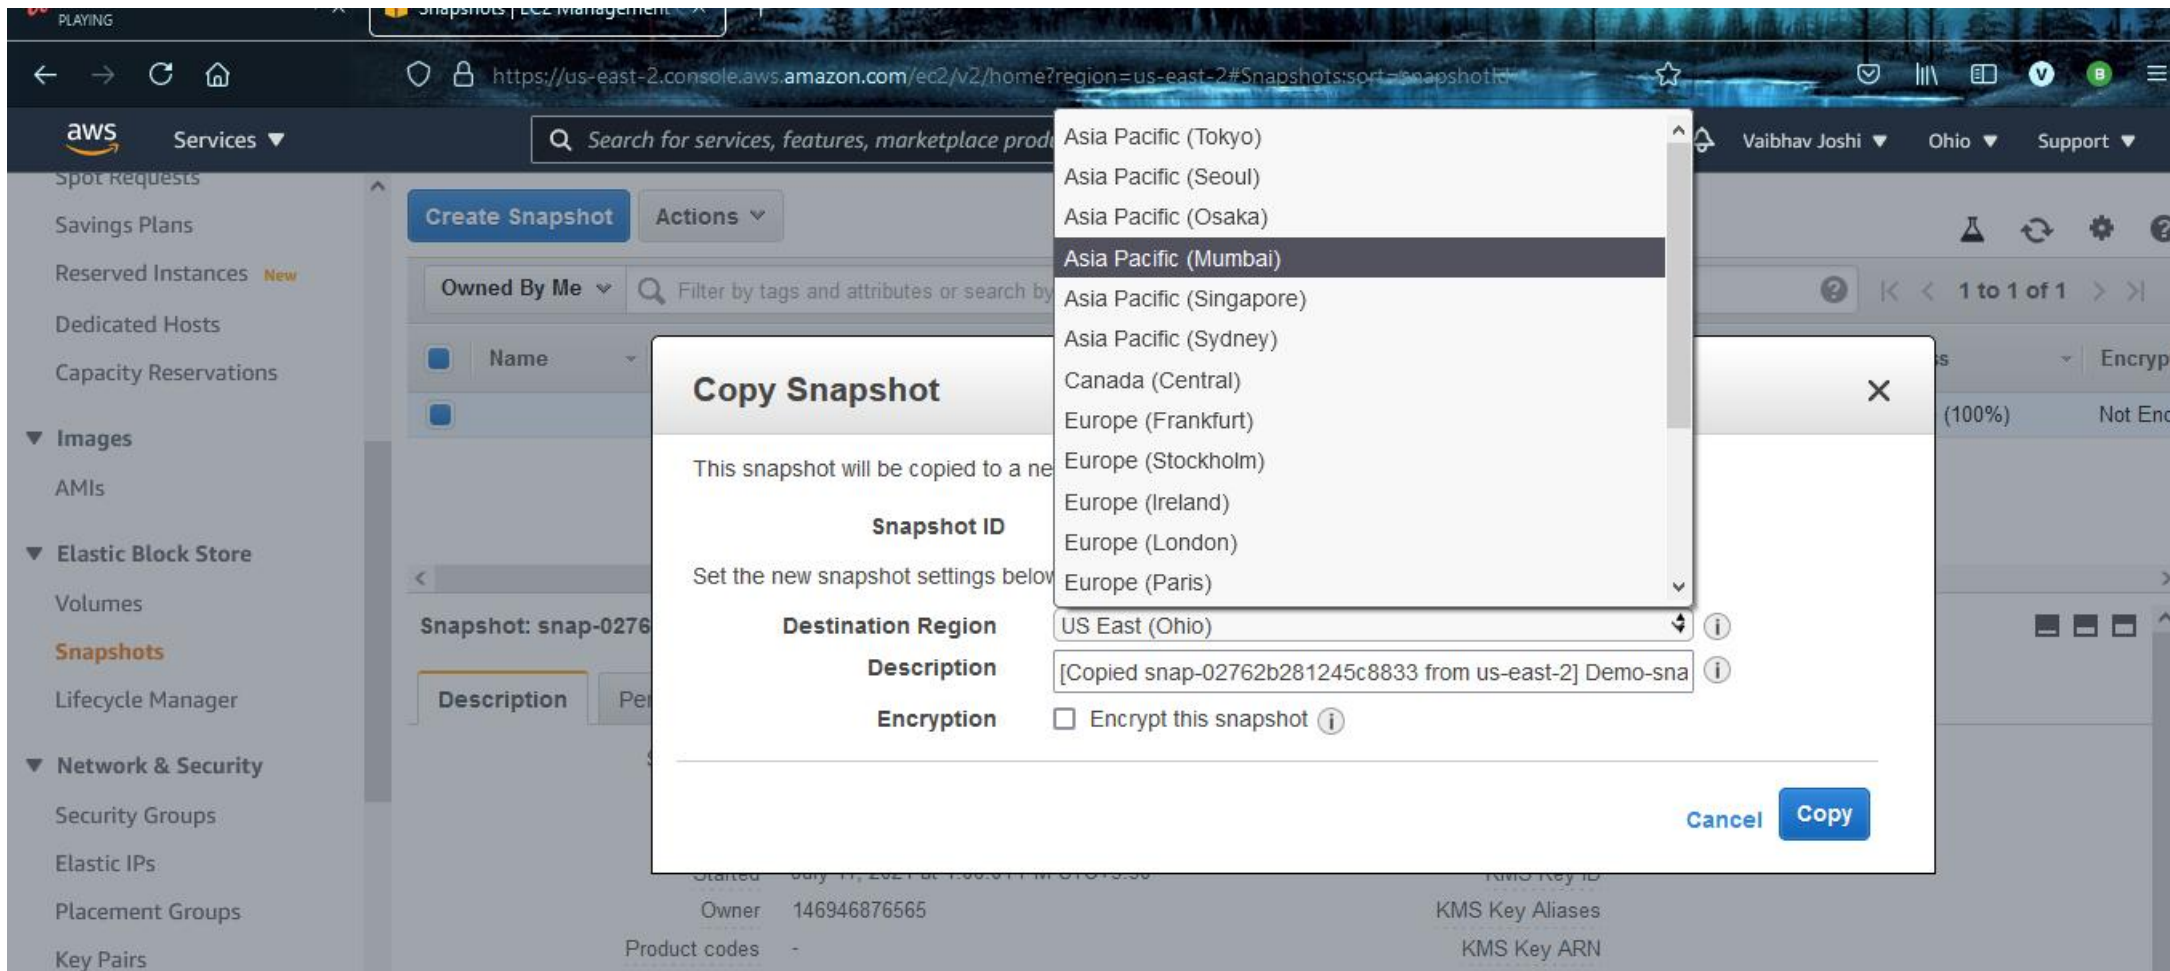 PLAYING
Snapshots | EC2 Management
https://us-east-2.console.aws.amazon.com/ec2/v2/home?region=us-east-2#Snapshots:sort=snapshotId
V
B
aws
Services
Search for services, features, marketplace produ
Vaibhav Joshi
Ohio
Support
Spot Requests
Savings Plans
Reserved Instances New
Dedicated Hosts
Capacity Reservations
Images
AMIs
Elastic Block Store
Volumes
Snapshots
Lifecycle Manager
Network & Security
Security Groups
Elastic IPs
Placement Groups
Key Pairs
Create Snapshot
Actions
Owned By Me
Filter by tags and attributes or search by
1 to 1 of 1
Name
Encryp
(100%)
Not Enc
Asia Pacific (Tokyo)
Asia Pacific (Seoul)
Asia Pacific (Osaka)
Asia Pacific (Mumbai)
Asia Pacific (Singapore)
Asia Pacific (Sydney)
Canada (Central)
Europe (Frankfurt)
Europe (Stockholm)
Europe (Ireland)
Europe (London)
Europe (Paris)
Copy Snapshot
This snapshot will be copied to a ne
Snapshot ID
Set the new snapshot settings below
Destination Region US East (Ohio)
Description [Copied snap-02762b281245c8833 from us-east-2] Demo-sna
Encryption Encrypt this snapshot
Cancel
Copy
Snapshot: snap-0276
Description
Per
Started
KMS Key ID
Owner 146946876565
KMS Key Aliases
Product codes -
KMS Key ARN